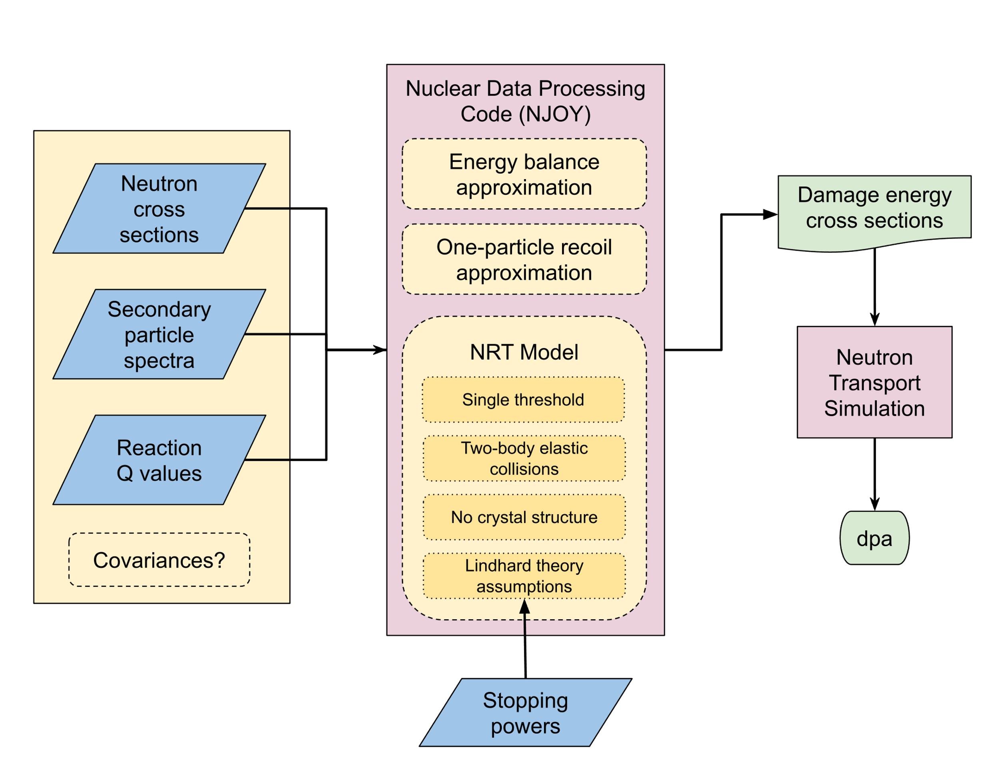 Neutron
cross
sections
Secondary
particle
spectra
Reaction
Q values
Covariances?
Nuclear Data Processing
Code (NJOY)
Energy balance
approximation
One-particle recoil
approximation
NRT Model
Single threshold
Two-body elastic
collisions
No crystal structure
Lindhard theory
assumptions
Stopping
powers
Damage energy
cross sections
Neutron
Transport
Simulation
dpa